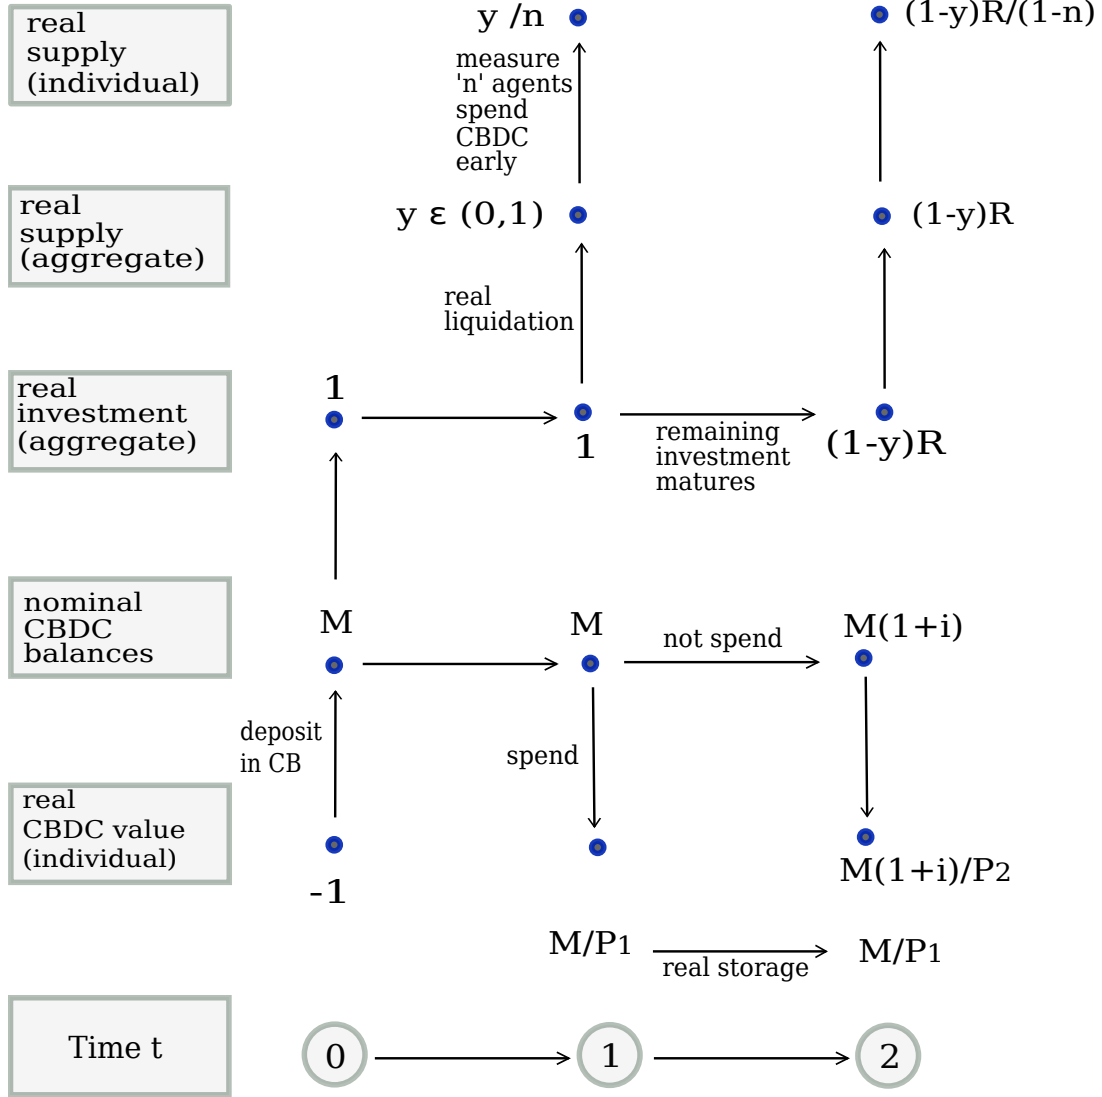 real
supply
(individual)
y /n
(1-y)R/(1-n)
measure
'n' agents
spend
CBDC
early
real
supply
(aggregate)
y ε (0,1)
(1-y)R
real
liquidation
real
investment
(aggregate)
1
1
remaining
investment
matures
(1-y)R
nominal
CBDC
balances
M
M
not spend
M(1+i)
deposit
in CB
spend
real
CBDC value
(individual)
-1
M(1+i)/P2
M/P1
real storage
M/P1
Time t
0
1
2